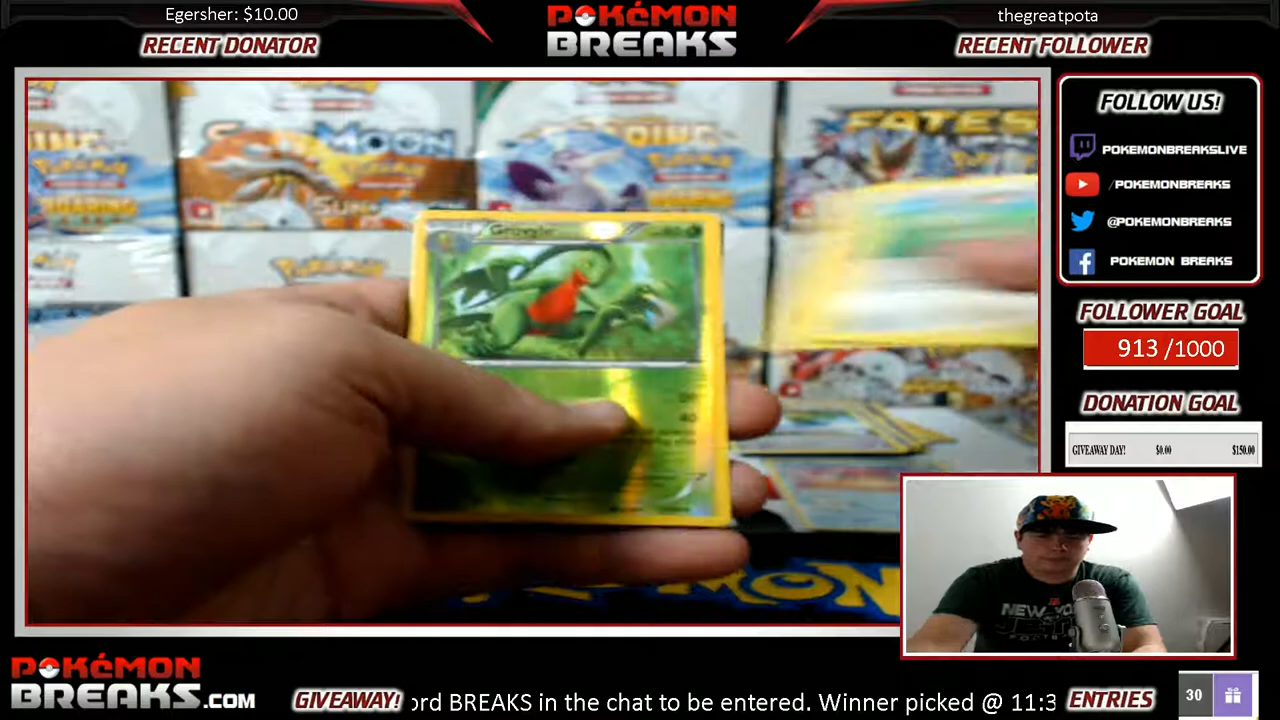 Egersher: $10.00
RECENT DONATOR
POKéMON
BREAKS
thegreatpota
RECENT FOLLOWER
FOLLOW US!
POKEMONBREAKSLIVE
/POKEMONBREAKS
@POKEMONBREAKS
POKEMON BREAKS
FOLLOWER GOAL
913 /1000
DONATION GOAL
GIVEAWAY DAY! $0.00 $150.00
MOON
FATES
Grovyle
40
POKéMON
BREAKS.COM
GIVEAWAY!
ord BREAKS in the chat to be entered. Winner picked @ 11:3
ENTRIES
30